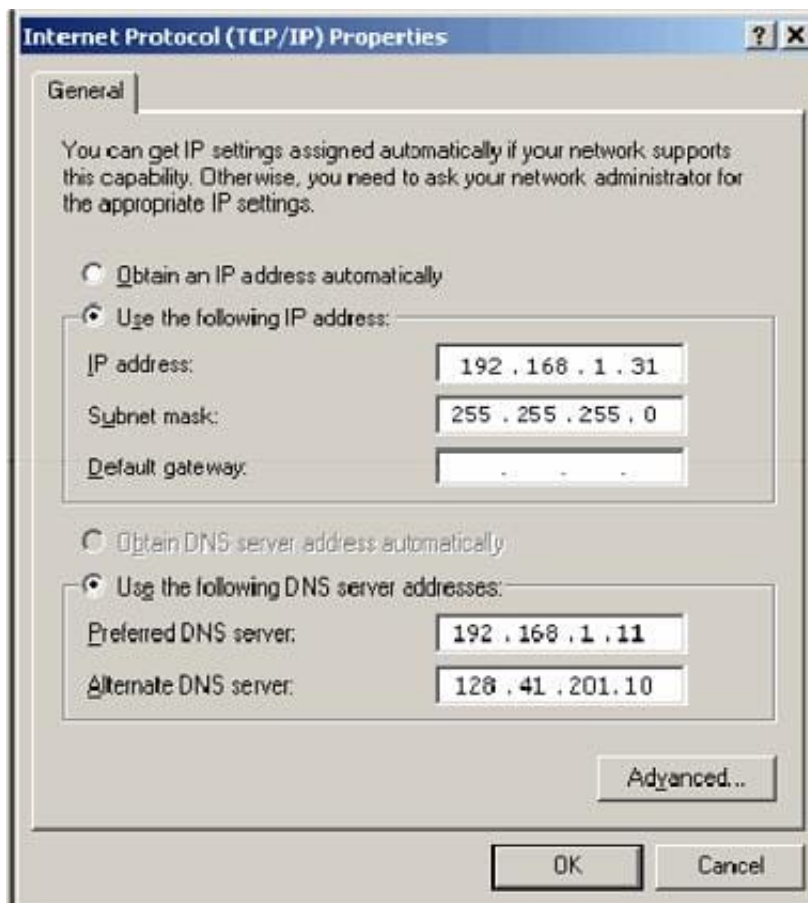 Internet Protocol (TCP/IP) Properties
General
You can get IP settings assigned automatically if your network supports
this capability. Otherwise, you need to ask your network administrator for
the appropriate IP settings.
Obtain an IP address automatically
Use the following IP address:
IP address: 192 . 168 . 1 . 31
Subnet mask: 255 . 255 . 255 . 0
Default gateway: . . .
Obtain DNS server address automatically
Use the following DNS server addresses:
Preferred DNS server: 192 . 168 . 1 . 11
Alternate DNS server: 128 . 41 . 201 . 10
Advanced...
OK Cancel